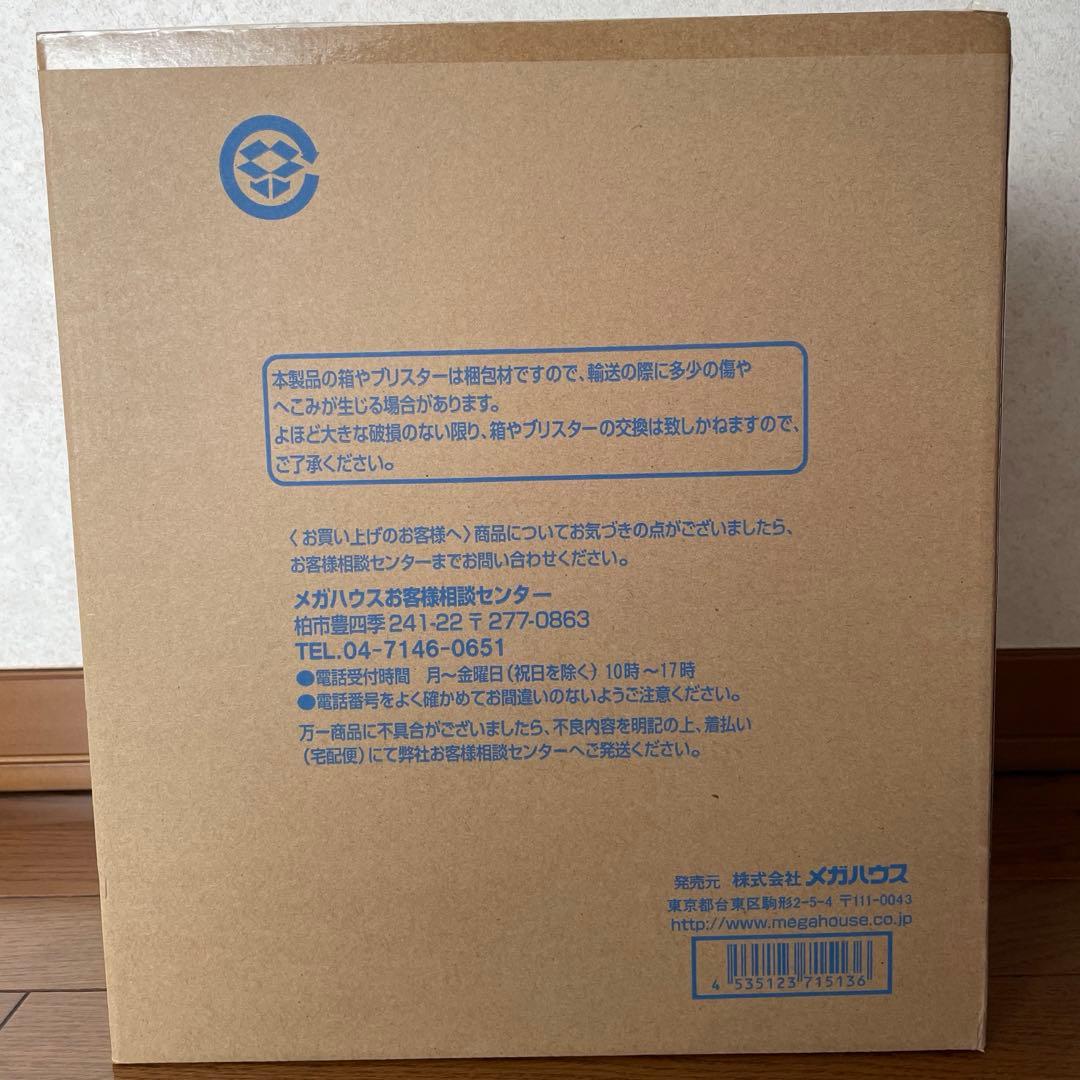 本製品の箱やブリスターは梱包材ですので、輸送の際に多少の傷や
へこみが生じる場合があります。
よほど大きな破損のない限り、箱やブリスターの交換は致しかねますので、
ご了承ください。
〈お買い上げのお客様へ〉商品についてお気づきの点がございましたら、
お客様相談センターまでお問い合わせください。
メガハウスお客様相談センター
柏市豊四季241-22 〒277-0863
TEL.04-7146-0651
●電話受付時間 月〜金曜日(祝日を除く)10時〜17時
●電話番号をよく確かめてお間違いのないようご注意ください。
万一商品に不具合がございましたら、不良内容を明記の上、着払い
(宅配便)にて弊社お客様相談センターへご発送ください。
発売元 株式会社メガハウス
東京都台東区駒形2-5-4 〒111-0043
http://www.megahouse.co.jp
4 535123 715136